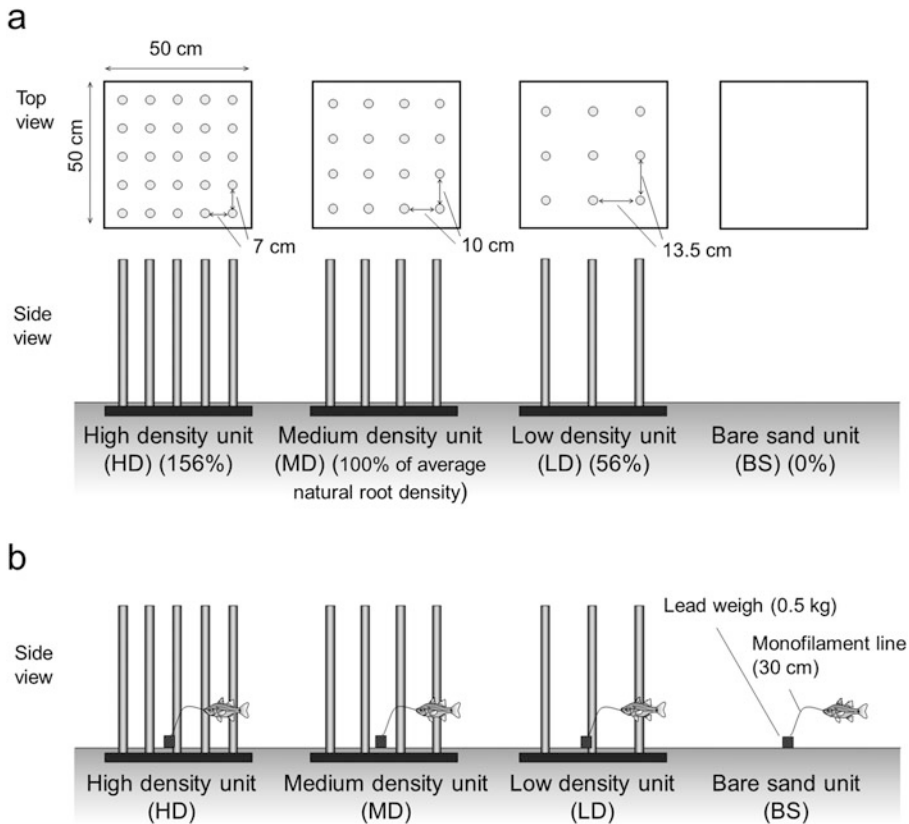 a
50 cm
Top
view
50 cm
7 cm
10 cm
13.5 cm
Side
view
High density unit
(HD) (156%)
Medium density unit
(MD) (100% of average
natural root density)
Low density unit
(LD) (56%)
Bare sand unit
(BS) (0%)
b
Side
view
Lead weigh (0.5 kg)
Monofilament line
(30 cm)
High density unit
(HD)
Medium density unit
(MD)
Low density unit
(LD)
Bare sand unit
(BS)